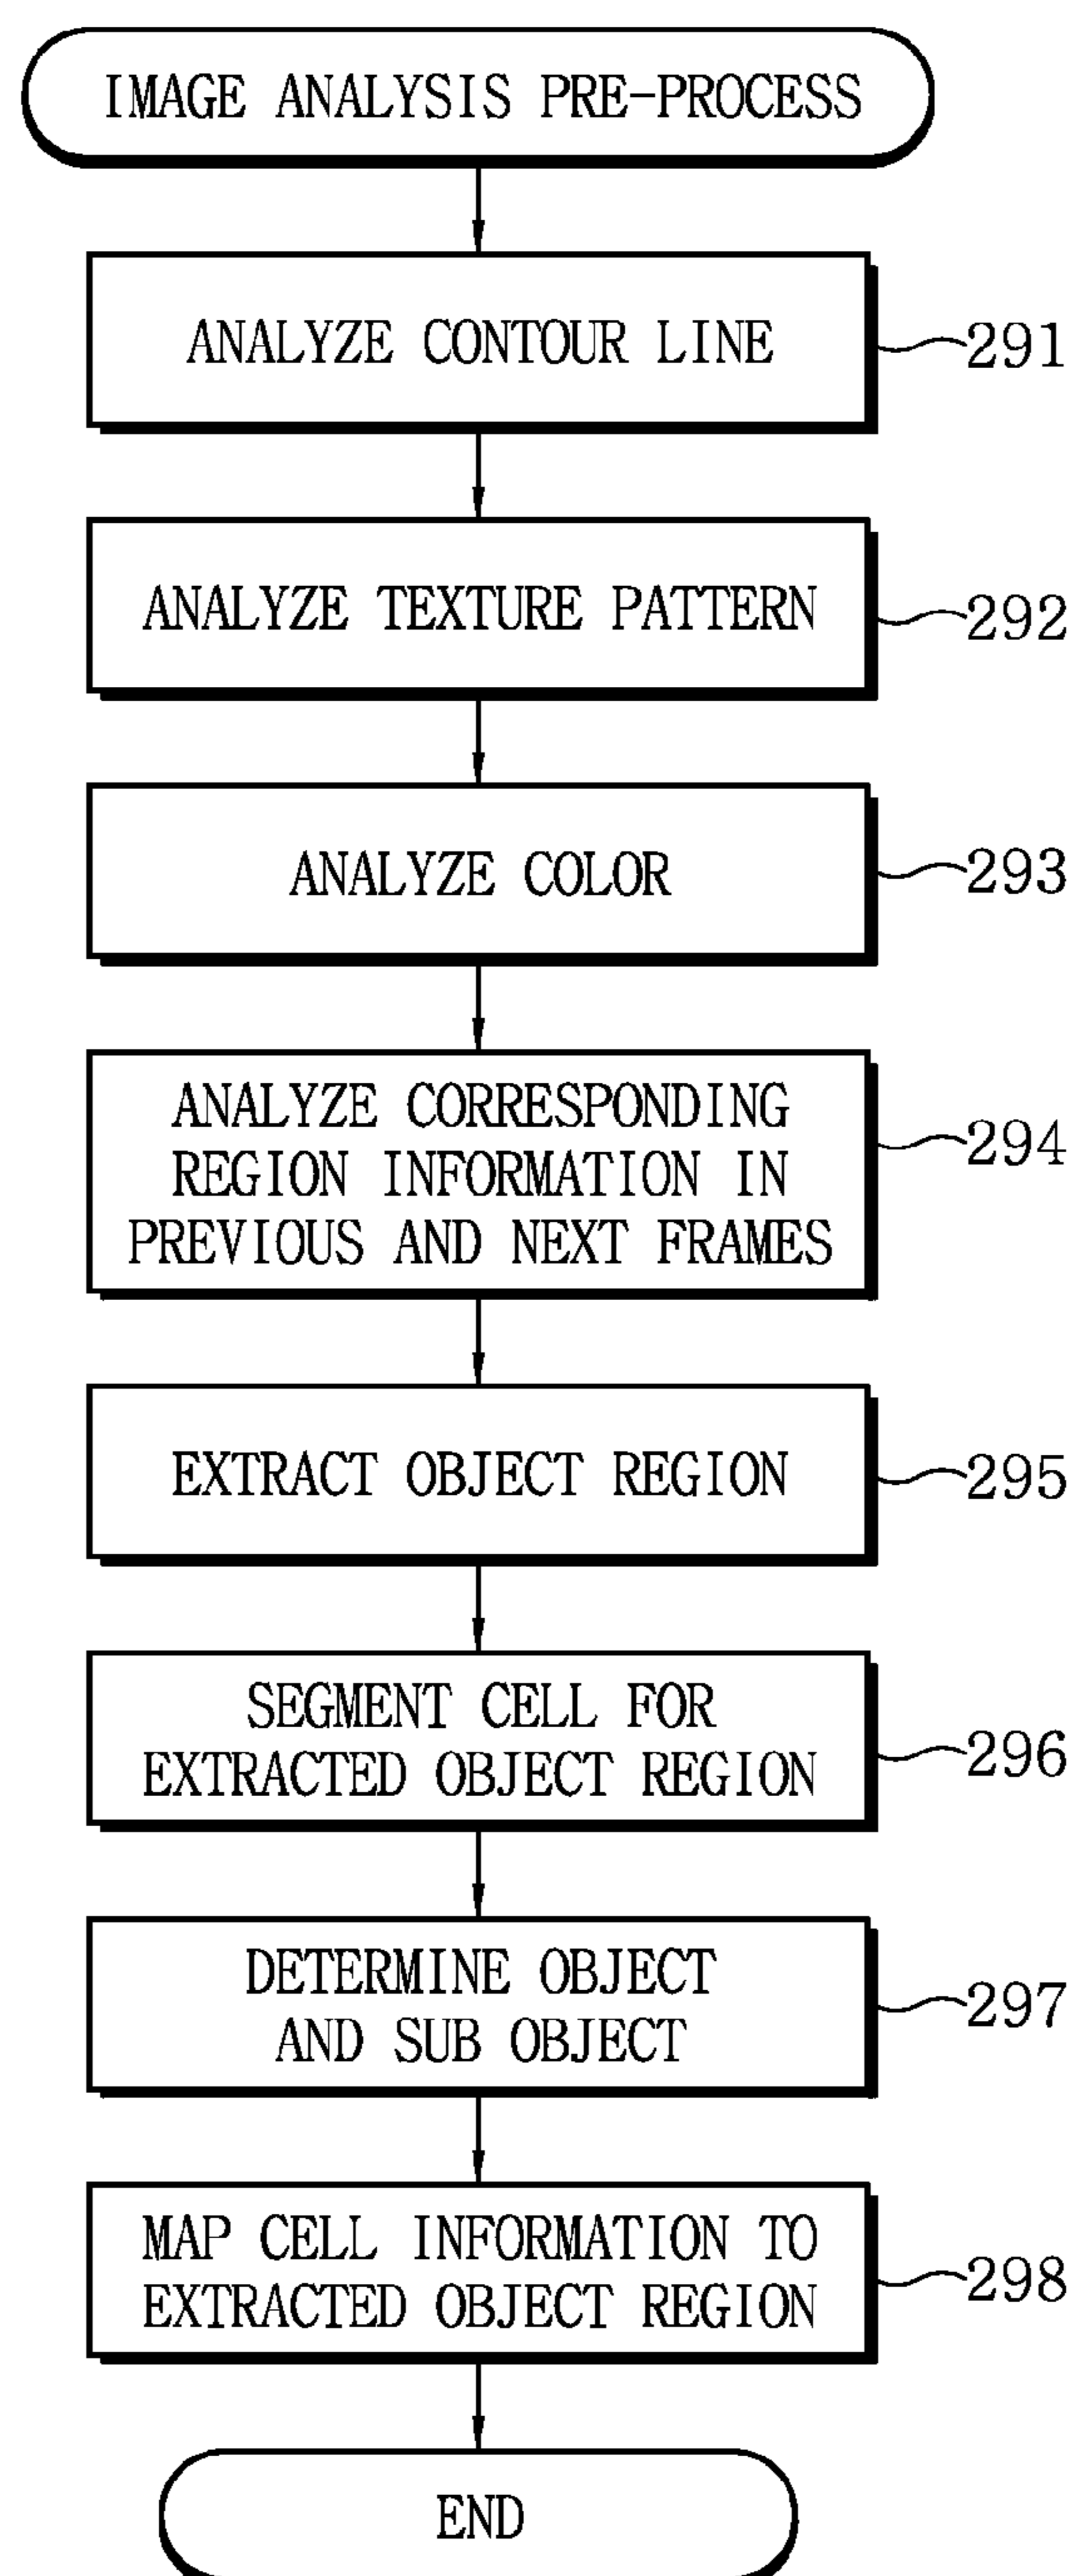 IMAGE ANALYSIS PRE-PROCESS
ANALYZE CONTOUR LINE
291
ANALYZE TEXTURE PATTERN
292
ANALYZE COLOR
293
ANALYZE CORRESPONDING
REGION INFORMATION IN
PREVIOUS AND NEXT FRAMES
294
EXTRACT OBJECT REGION
295
SEGMENT CELL FOR
EXTRACTED OBJECT REGION
296
DETERMINE OBJECT
AND SUB OBJECT
297
MAP CELL INFORMATION TO
EXTRACTED OBJECT REGION
298
END